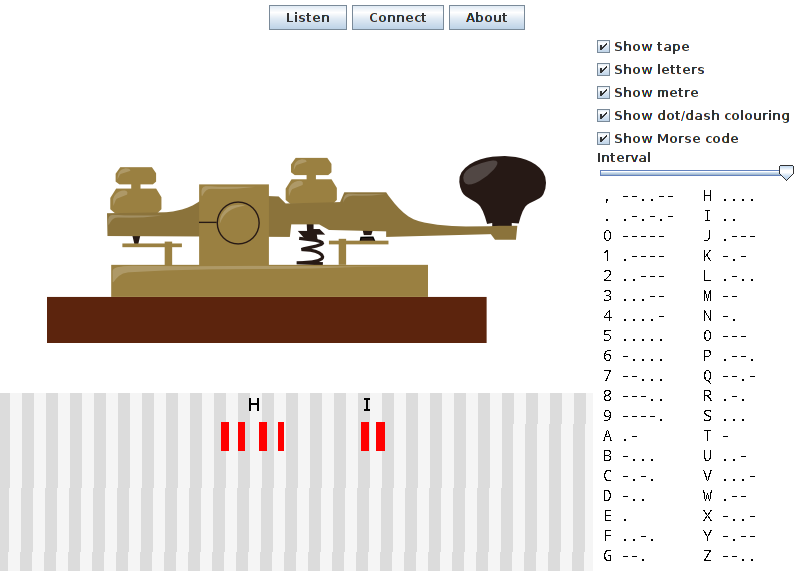 Listen Connect About
Show tape
Show letters
Show metre
Show dot/dash colouring
Show Morse code
Interval
, --..-- H ....
. .-.-.- I ..
0 ----- J .---
1 .---- K -.-
2 ..--- L .-..
3 ...-- M --
4 ....- N -.
5 ..... O ---
6 -.... P .--.
7 --... Q --.-
8 ---.. R .-.
9 ----. S ...
A .- T -
B -... U ..-
C -.-. V ...-
D -.. W .--
E . X -..-
F ..-. Y -.--
G --. Z --..
H I